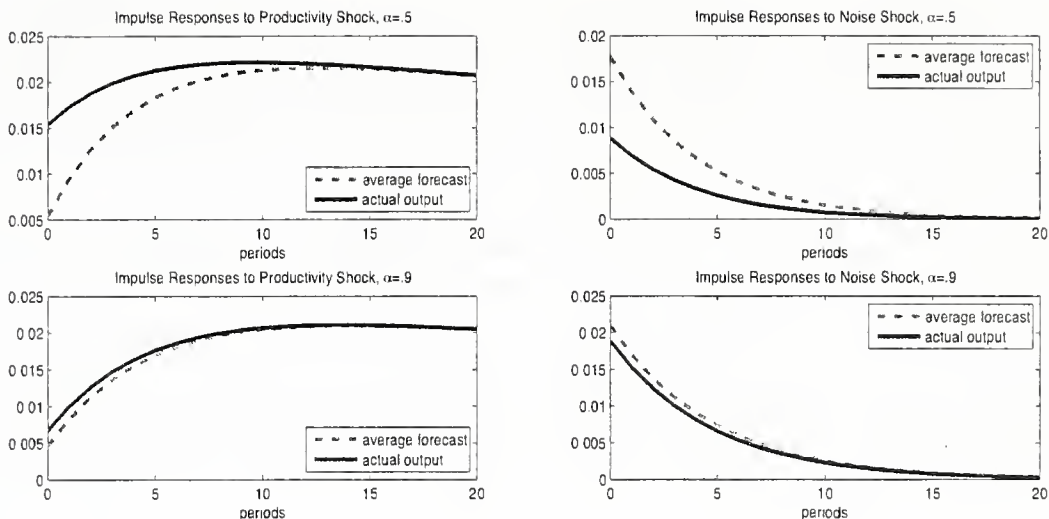 Impulse Responses to Productivity Shock, α=.5
0.025
0.02
0.015
0.01
0.005
0 5 10 15 20
periods
average forecast
actual output
Impulse Responses to Noise Shock, α=.5
0.02
0.015
0.01
0.005
0
0 5 10 15 20
periods
average forecast
actual output
Impulse Responses to Productivity Shock, α=.9
0.025
0.02
0.015
0.01
0.005
0
0 5 10 15 20
periods
average forecast
actual output
Impulse Responses to Noise Shock, α=.9
0.025
0.02
0.015
0.01
0.005
0
0 5 10 15 20
periods
average forecast
actual output